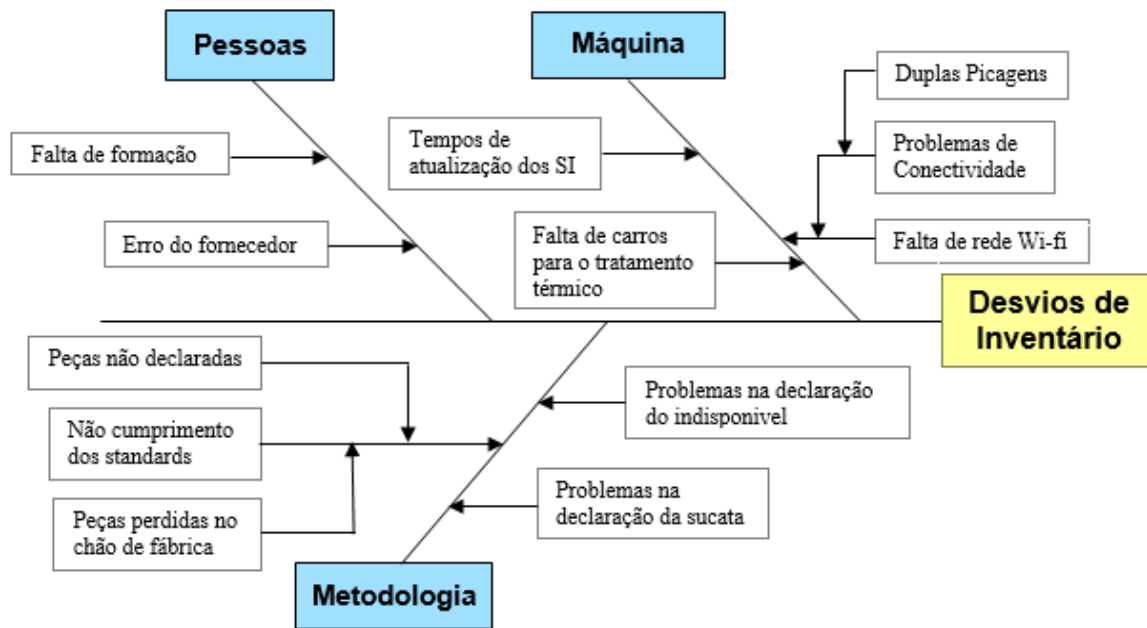 Pessoas
Máquina
Duplas Picagens
Falta de formação
Tempos de
atualização dos SI
Problemas de
Conectividade
Erro do fornecedor
Falta de carros
para o tratamento
térmico
Falta de rede Wi-fi
Desvios de
Inventário
Peças não declaradas
Problemas na declaração
do indisponivel
Não cumprimento
dos standards
Problemas na
declaração da sucata
Peças perdidas no
chão de fábrica
Metodologia